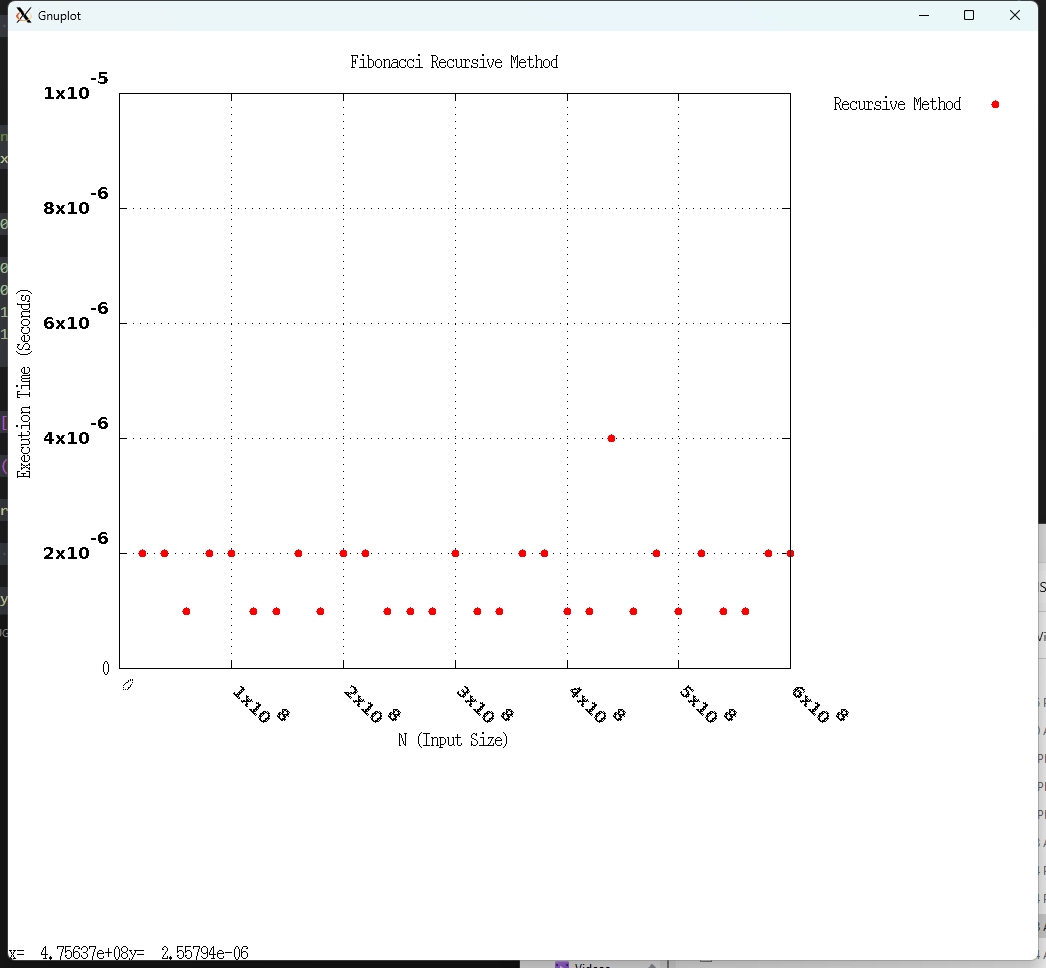 Gnuplot
Fibonacci Recursive Method
Recursive Method
1x10 -5
8x10 -6
6x10 -6
4x10 -6
2x10 -6
0
Execution Time (Seconds)
0
1x10 8
2x10 8
3x10 8
4x10 8
5x10 8
6x10 8
N (Input Size)
x= 4.75637e+08y= 2.55794e-06